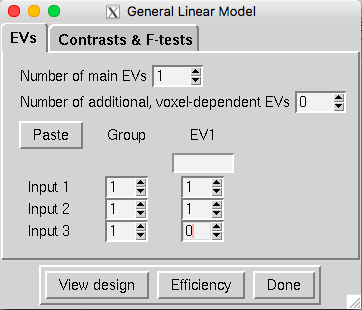 General Linear Model
EVs Contrasts & F-tests
Number of main EVs 1
Number of additional, voxel-dependent EVs 0
Paste Group EV1
Input 1 1 1
Input 2 1 1
Input 3 1 0
View design Efficiency Done